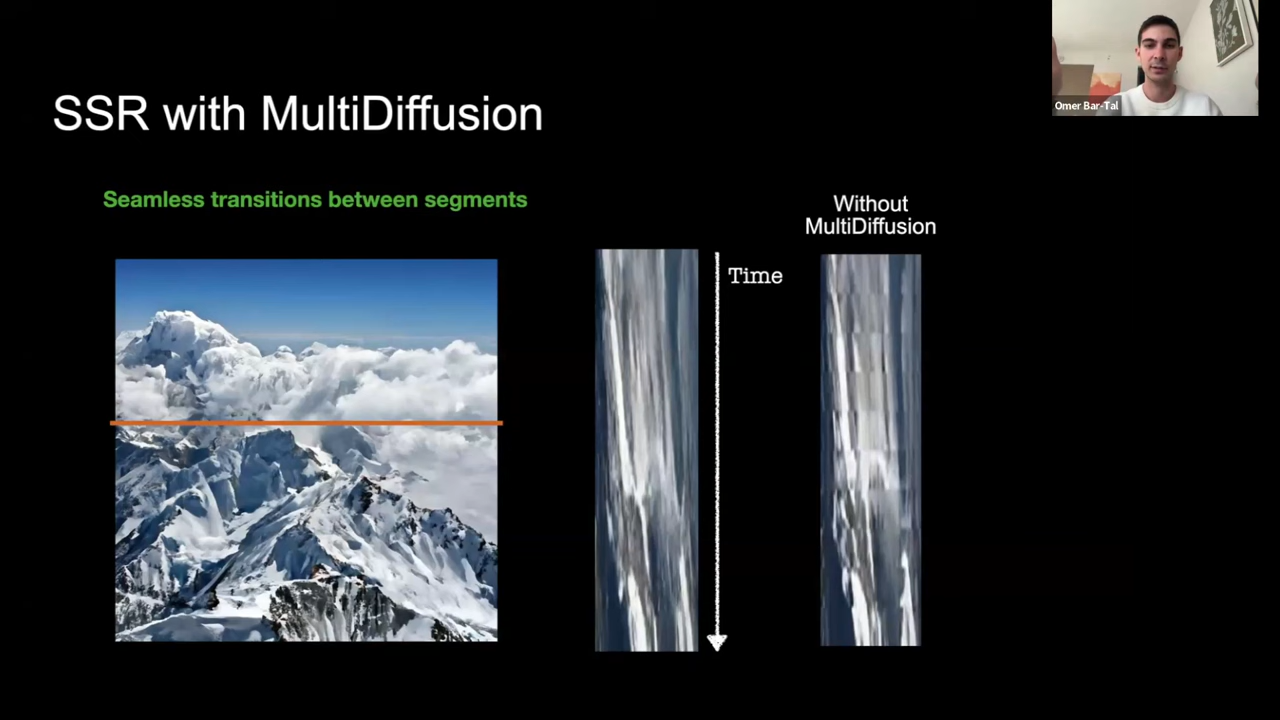 SSR with MultiDiffusion
Omer Bar-Tal
Seamless transitions between segments
Without
MultiDiffusion
Time